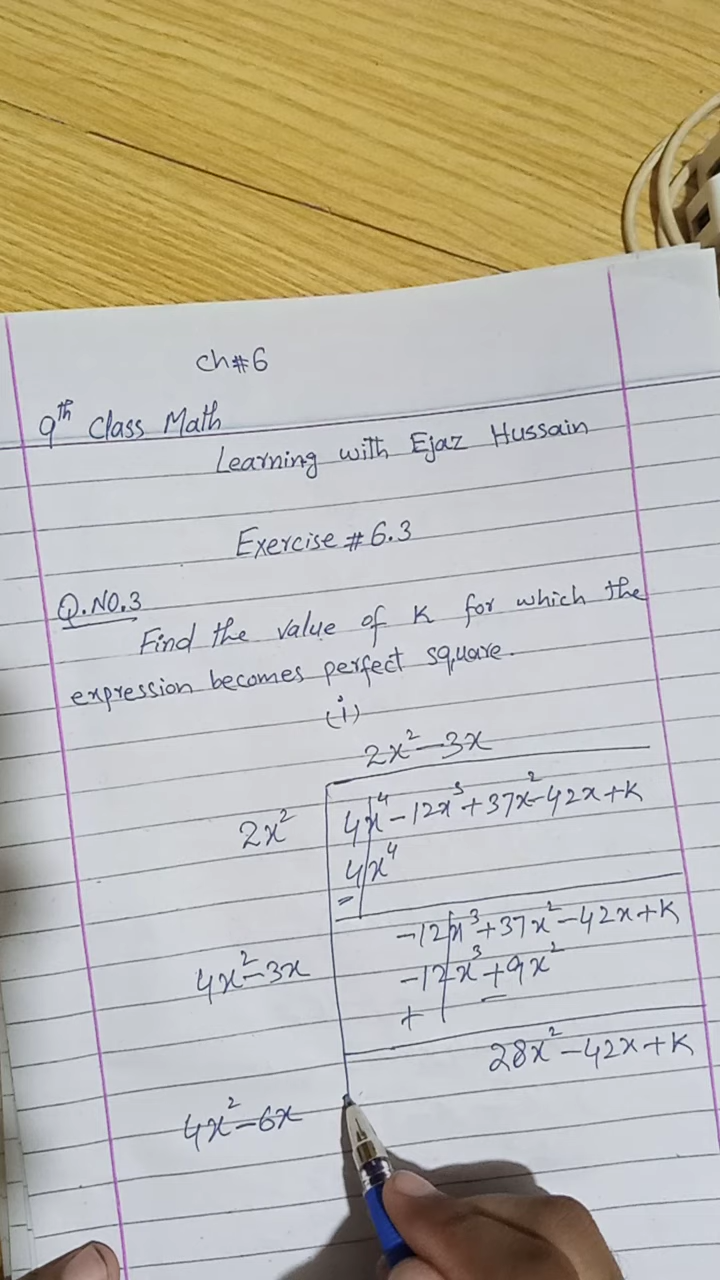 Ch#6
9th Class Math
Learning with Ejaz Hussain
Exercise #6.3
Q.NO.3
Find the value of K for which the
expression becomes perfect square.
(i)
2x² - 3x
2x² 4x⁴ - 12x³ + 37x² - 42x + K
4x⁴
-
-12x³ + 37x² - 42x + K
4x² - 3x -12x³ + 9x²
+ -
28x² - 42x + K
4x² - 6x